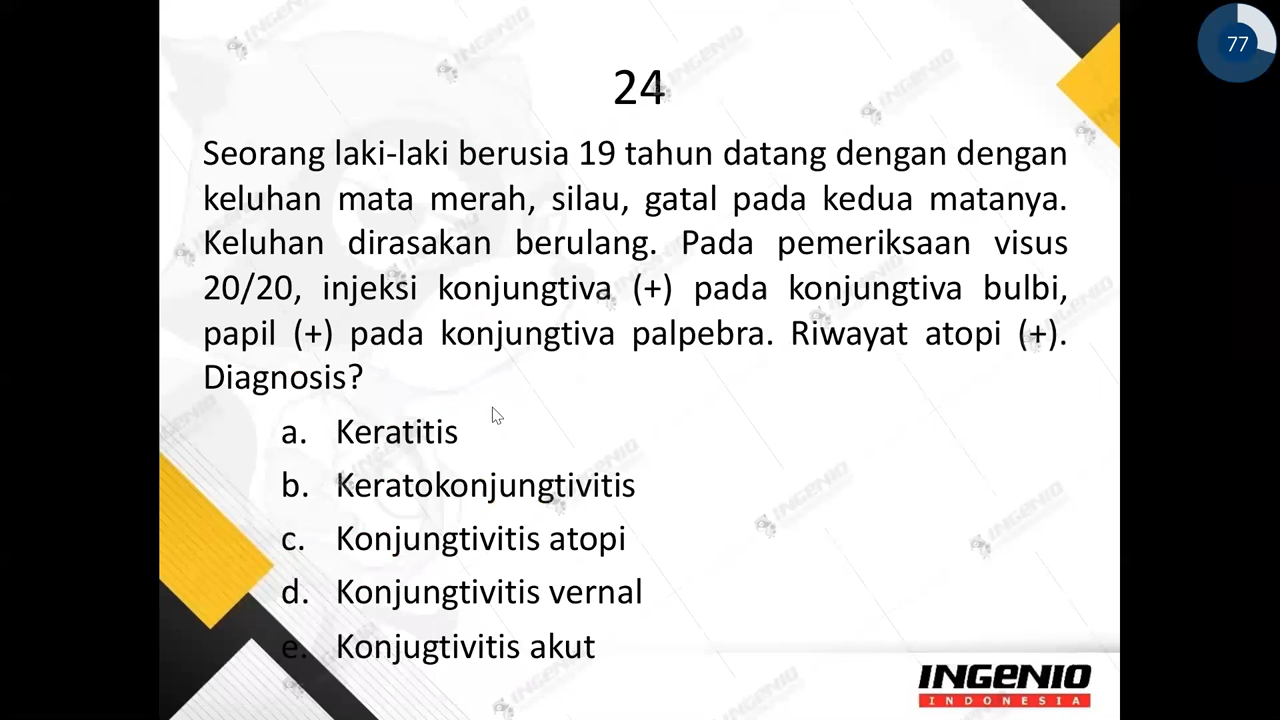 77
24
Seorang laki-laki berusia 19 tahun datang dengan dengan
keluhan mata merah, silau, gatal pada kedua matanya.
Keluhan dirasakan berulang. Pada pemeriksaan visus
20/20, injeksi konjungtiva (+) pada konjungtiva bulbi,
papil (+) pada konjungtiva palpebra. Riwayat atopi (+).
Diagnosis?
a. Keratitis
b. Keratokonjungtivitis
c. Konjungtivitis atopi
d. Konjungtivitis vernal
e. Konjugtivitis akut
INGENIO
INDONESIA